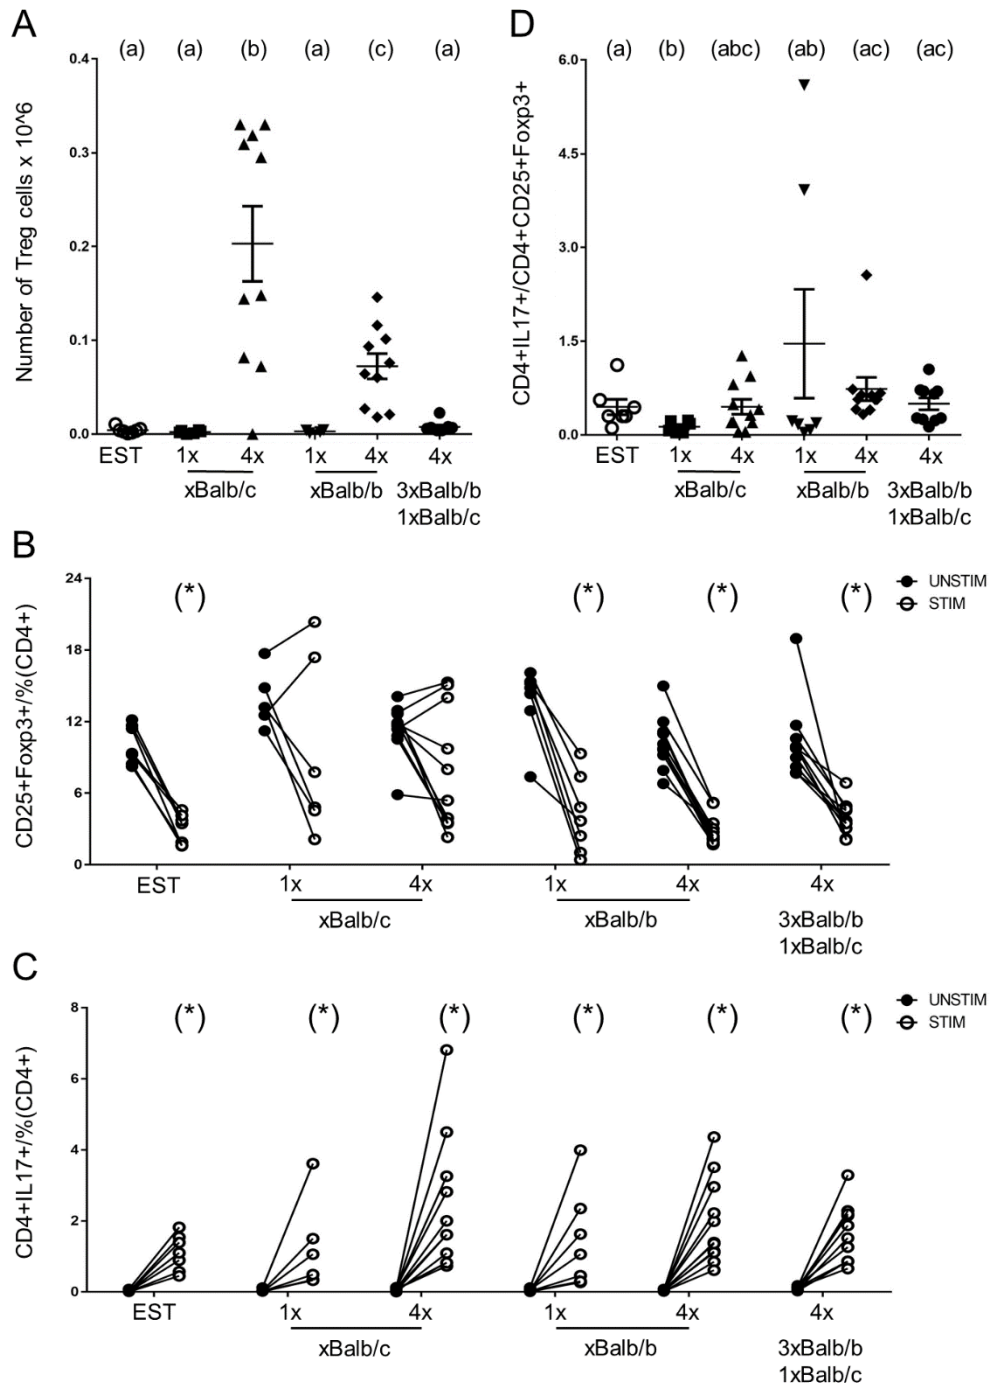 A
(a) (a) (b) (a) (c) (a)
Number of Treg cells x 10^6
0.4
0.3
0.2
0.1
0.0
EST 1x 4x 1x 4x 4x
xBalb/c xBalb/b 3xBalb/b
1xBalb/c
D
(a) (b) (abc) (ab) (ac) (ac)
CD4+IL17+/CD4+CD25+Foxp3+
6.0
4.5
3.0
1.5
0.0
EST 1x 4x 1x 4x 4x
xBalb/c xBalb/b 3xBalb/b
1xBalb/c
B
CD25+Foxp3+/%(CD4+)
24
18
12
6
0
(*) (*) (*) (*)
UNSTIM
STIM
EST 1x 4x 1x 4x 4x
xBalb/c xBalb/b 3xBalb/b
1xBalb/c
C
CD4+IL17+/%(CD4+)
8
6
4
2
0
(*) (*) (*) (*) (*) (*)
UNSTIM
STIM
EST 1x 4x 1x 4x 4x
xBalb/c xBalb/b 3xBalb/b
1xBalb/c